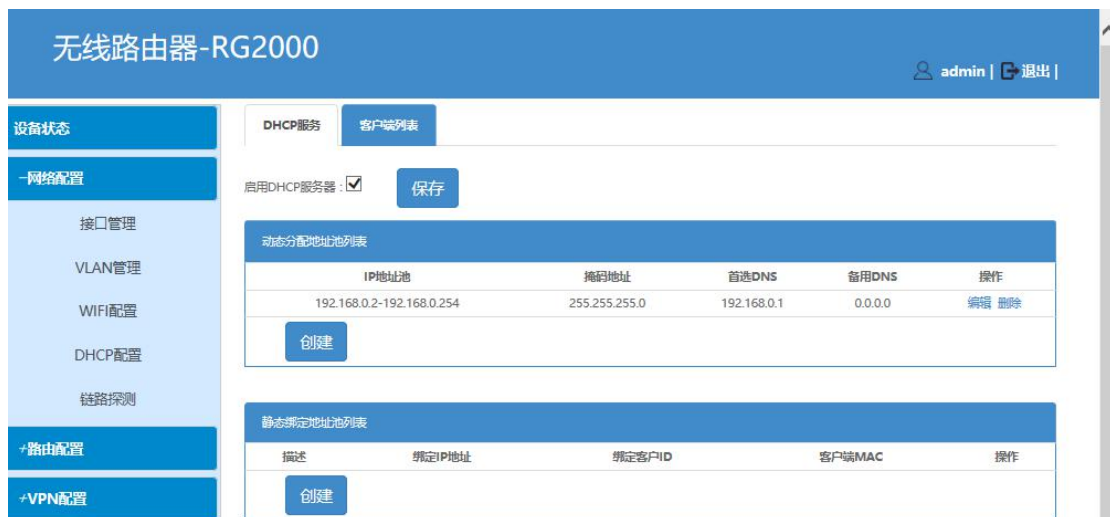 无线路由器-RG2000
admin | 退出 |
设备状态
-网络配置
接口管理
VLAN管理
WIFI配置
DHCP配置
链路探测
+路由配置
+VPN配置
DHCP服务 客户端列表
启用DHCP服务器 : 保存
动态分配地址池列表
IP地址池 掩码地址 首选DNS 备用DNS 操作
192.168.0.2-192.168.0.254 255.255.255.0 192.168.0.1 0.0.0.0 编辑 删除
创建
静态绑定地址池列表
描述 绑定IP地址 绑定客户ID 客户端MAC 操作
创建